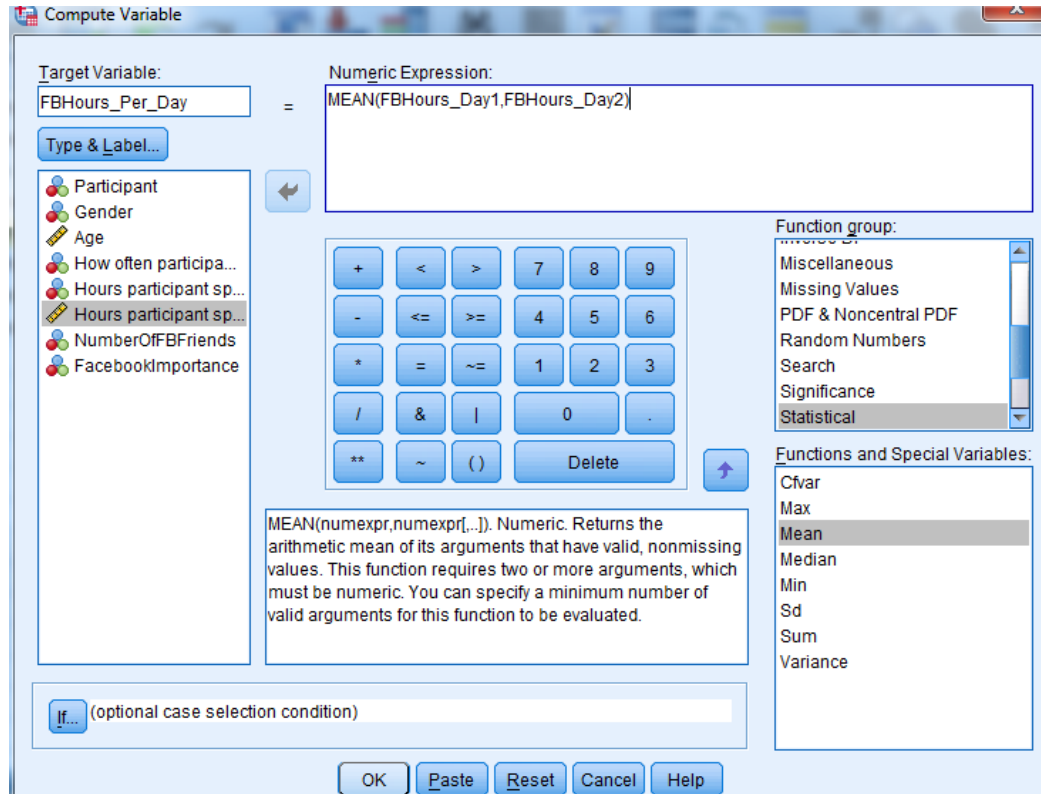 Compute Variable
X
Target Variable:
FBHours_Per_Day
=
Numeric Expression:
MEAN(FBHours_Day1,FBHours_Day2)
Type & Label...
Participant
Gender
Age
How often participa...
Hours participant sp...
Hours participant sp...
NumberOfFBFriends
FacebookImportance
+ < > 7 8 9
- <= >= 4 5 6
* = ~= 1 2 3
/ & | 0 .
** ~ ( ) Delete
Function group:
Miscellaneous
Missing Values
PDF & Noncentral PDF
Random Numbers
Search
Significance
Statistical
Functions and Special Variables:
Cfvar
Max
Mean
Median
Min
Sd
Sum
Variance
MEAN(numexpr,numexpr[,..]). Numeric. Returns the
arithmetic mean of its arguments that have valid, nonmissing
values. This function requires two or more arguments, which
must be numeric. You can specify a minimum number of
valid arguments for this function to be evaluated.
If... (optional case selection condition)
OK Paste Reset Cancel Help